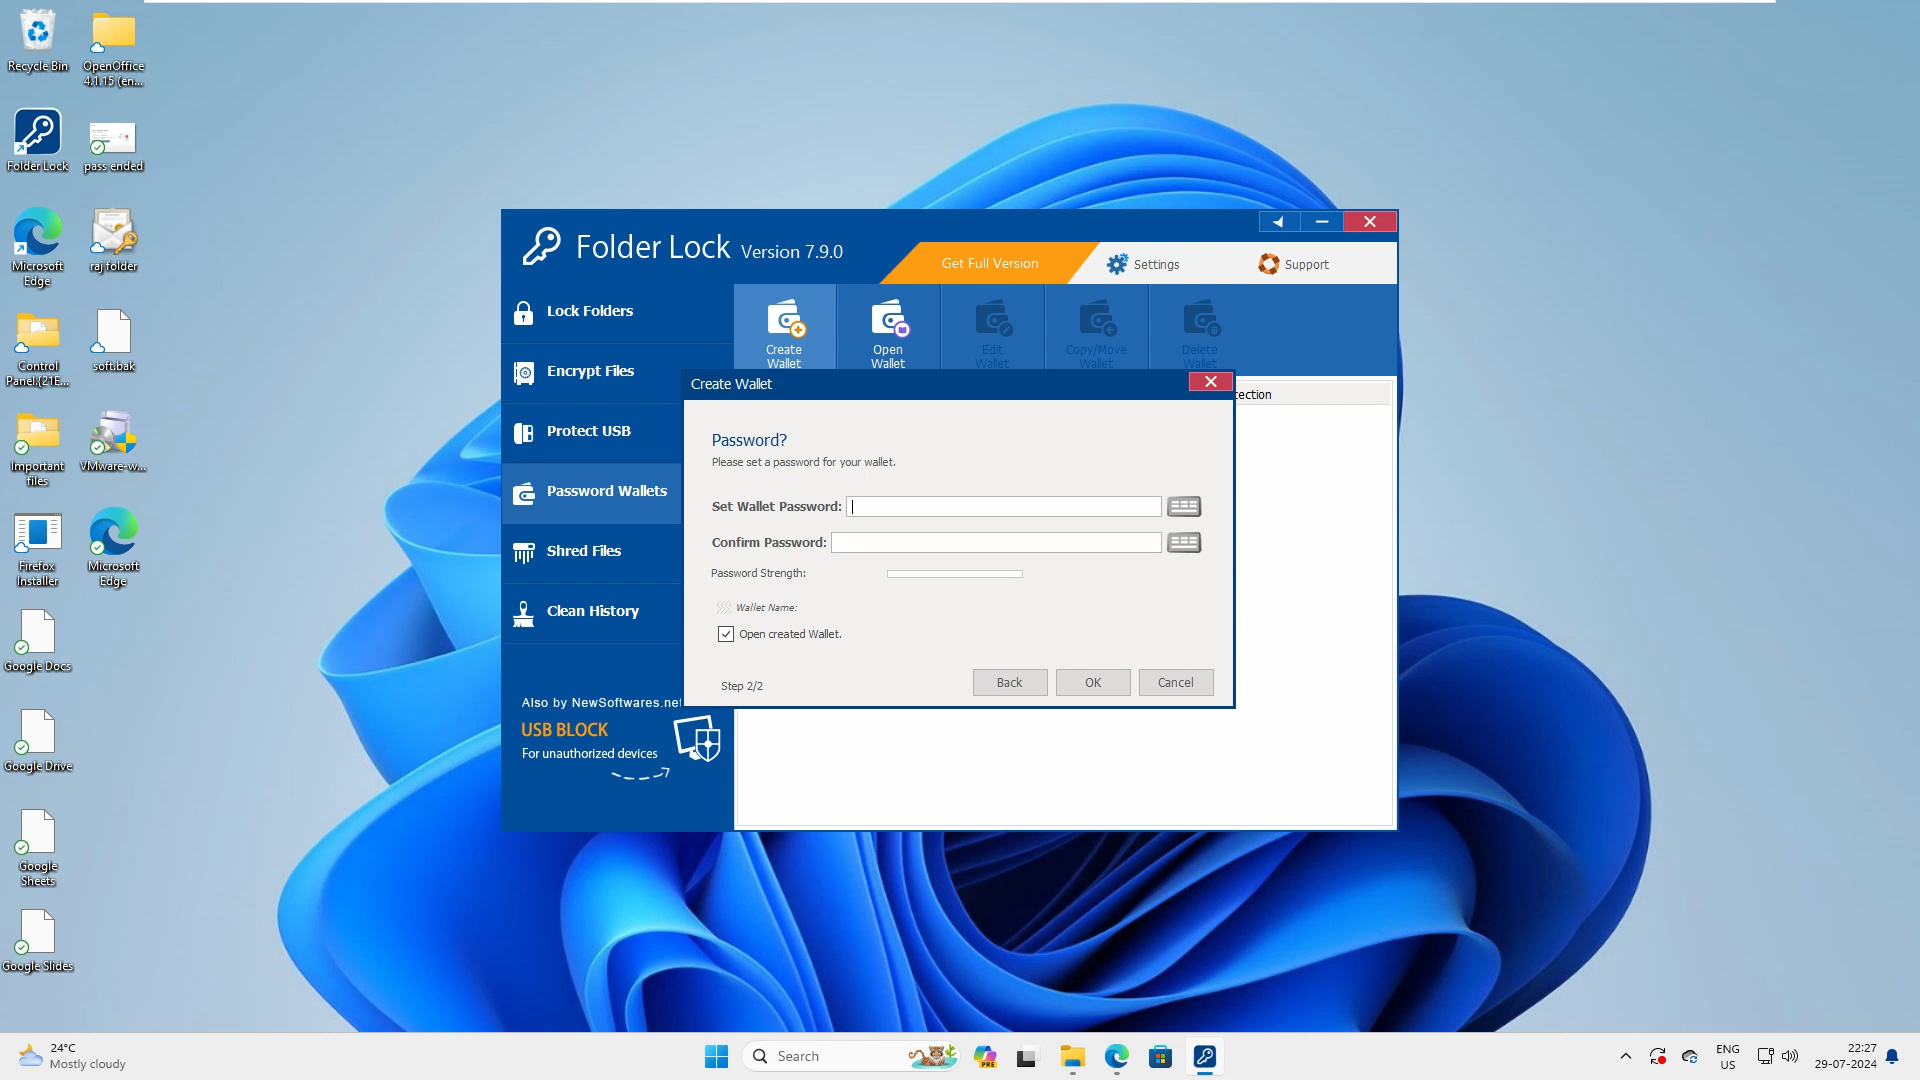 Recycle Bin
OpenOffice
4.1.15 (en...
Folder Lock
pass ended
Microsoft
Edge
raj folder
Control
Panel.{21E...
soft.bak
Important
files
VMware-w...
Firefox
Installer
Microsoft
Edge
Google Docs
Google Drive
Google
Sheets
Google Slides
Folder Lock Version 7.9.0
Get Full Version
Settings
Support
Lock Folders
Encrypt Files
Protect USB
Password Wallets
Shred Files
Clean History
Create
Wallet
Open
Wallet
Edit
Wallet
Copy/Move
Wallet
Delete
Wallet
tection
Create Wallet
Password?
Please set a password for your wallet.
Set Wallet Password:
Confirm Password:
Password Strength:
Wallet Name:
Open created Wallet.
Step 2/2
Back
OK
Cancel
Also by NewSoftwares.net
USB BLOCK
For unauthorized devices
24°C
Mostly cloudy
Search
PRE
ENG
US
22:27
29-07-2024